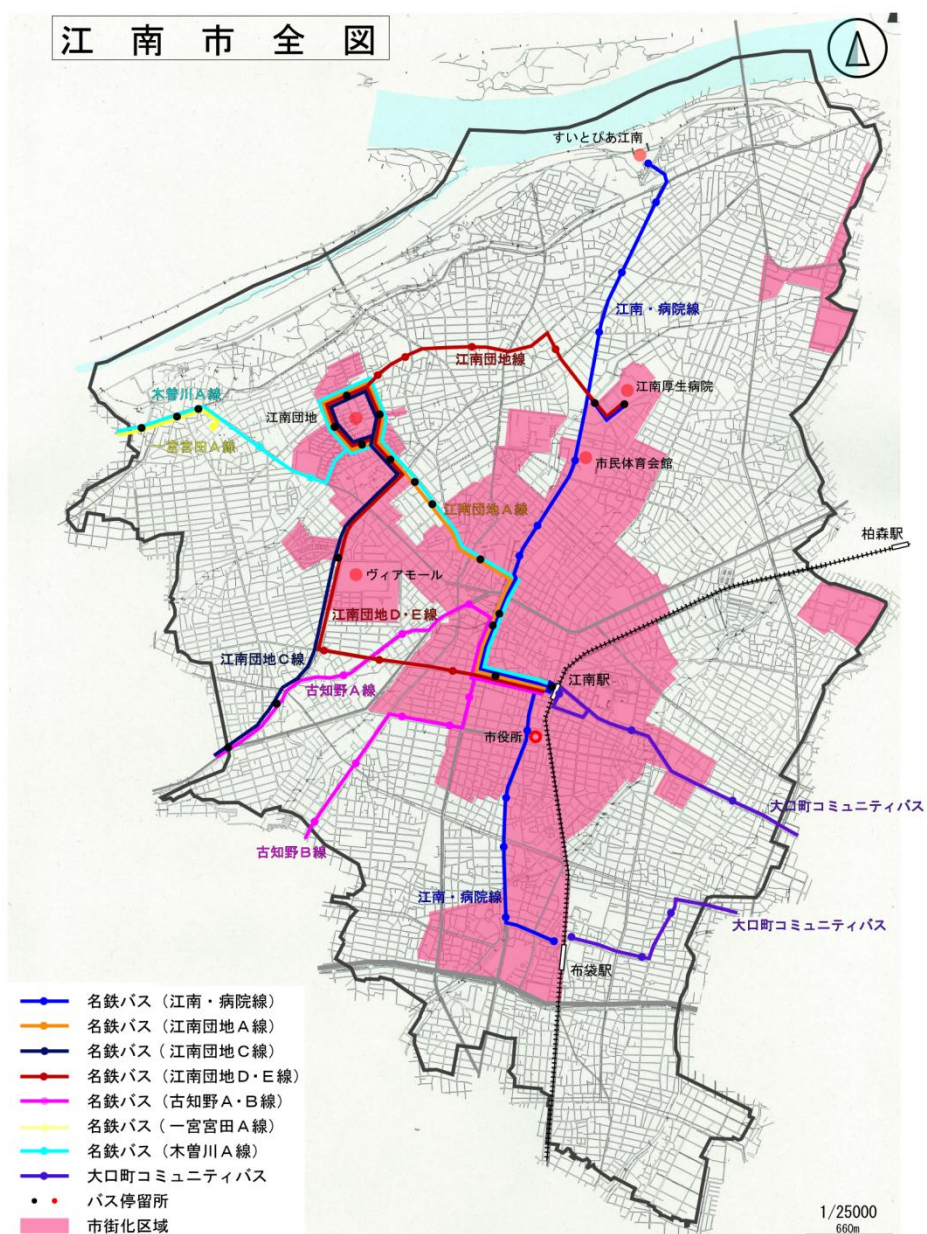 江南市全図
すいとぴあ江南
江南・病院線
江南団地線
江南厚生病院
木曽川A線
江南団地
一宮宮田A線
市民体育会館
江南団地A線
柏森駅
ヴィアモール
江南団地D・E線
江南団地C線
江南駅
古知野A線
市役所
大口町コミュニティバス
古知野B線
江南・病院線
大口町コミュニティバス
布袋駅
名鉄バス(江南・病院線)
名鉄バス(江南団地A線)
名鉄バス(江南団地C線)
名鉄バス(江南団地D・E線)
名鉄バス(古知野A・B線)
名鉄バス(一宮宮田A線)
名鉄バス(木曽川A線)
大口町コミュニティバス
バス停留所
市街化区域
1/25000
660m